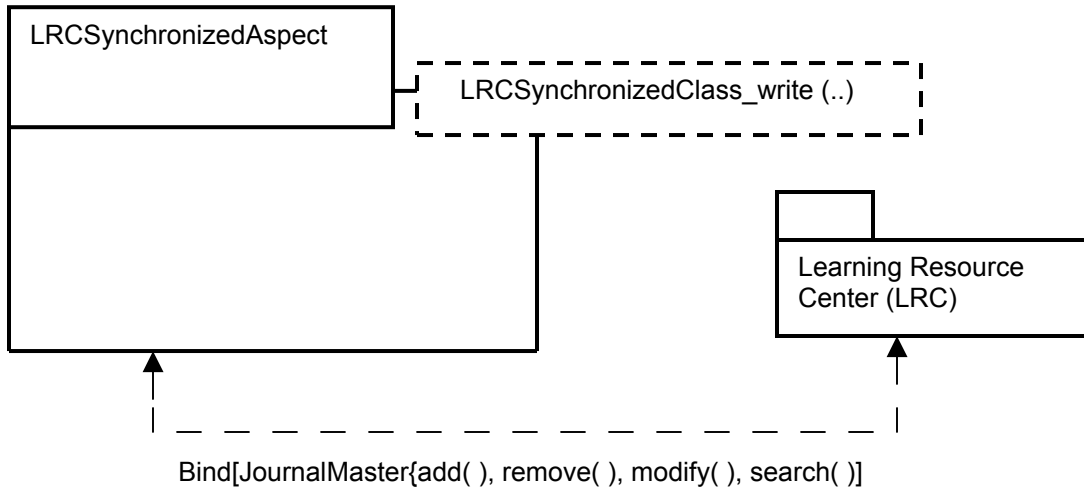 LRCSynchronizedAspect
LRCSynchronizedClass_write (..)
Learning Resource
Center (LRC)
Bind[JournalMaster{add( ), remove( ), modify( ), search( )]